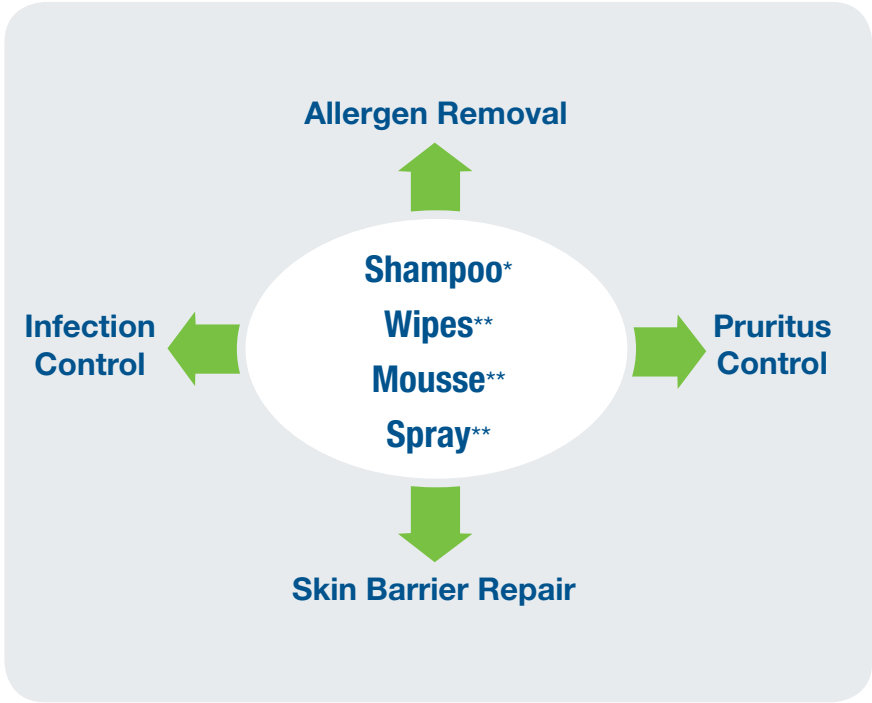 Allergen Removal
Shampoo*
Wipes**
Mousse**
Spray**
Infection
Control
Pruritus
Control
Skin Barrier Repair